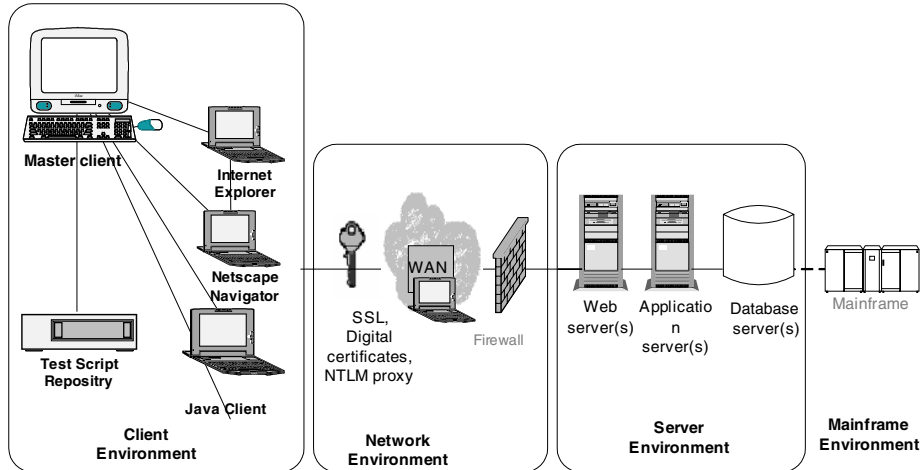 Master client
Internet
Explorer
Netscape
Navigator
Test Script
Repositry
Java Client
Client
Environment
WAN
SSL,
Digital
certificates,
NTLM proxy
Firewall
Network
Environment
Web
server(s)
Applicatio
n
server(s)
Database
server(s)
Server
Environment
Mainframe
Mainframe
Environment